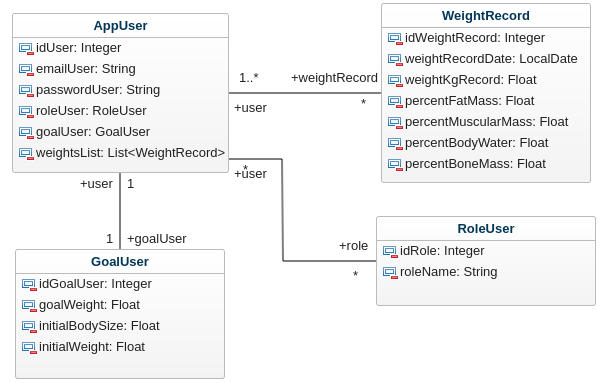 AppUser
idUser: Integer
emailUser: String
passwordUser: String
roleUser: RoleUser
goalUser: GoalUser
weightsList: List<WeightRecord>
WeightRecord
idWeightRecord: Integer
weightRecordDate: LocalDate
weightKgRecord: Float
percentFatMass: Float
percentMuscularMass: Float
percentBodyWater: Float
percentBoneMass: Float
1..*
+weightRecord
+user
*
*
+user
+user
1
1
+goalUser
+role
*
RoleUser
idRole: Integer
roleName: String
GoalUser
idGoalUser: Integer
goalWeight: Float
initialBodySize: Float
initialWeight: Float